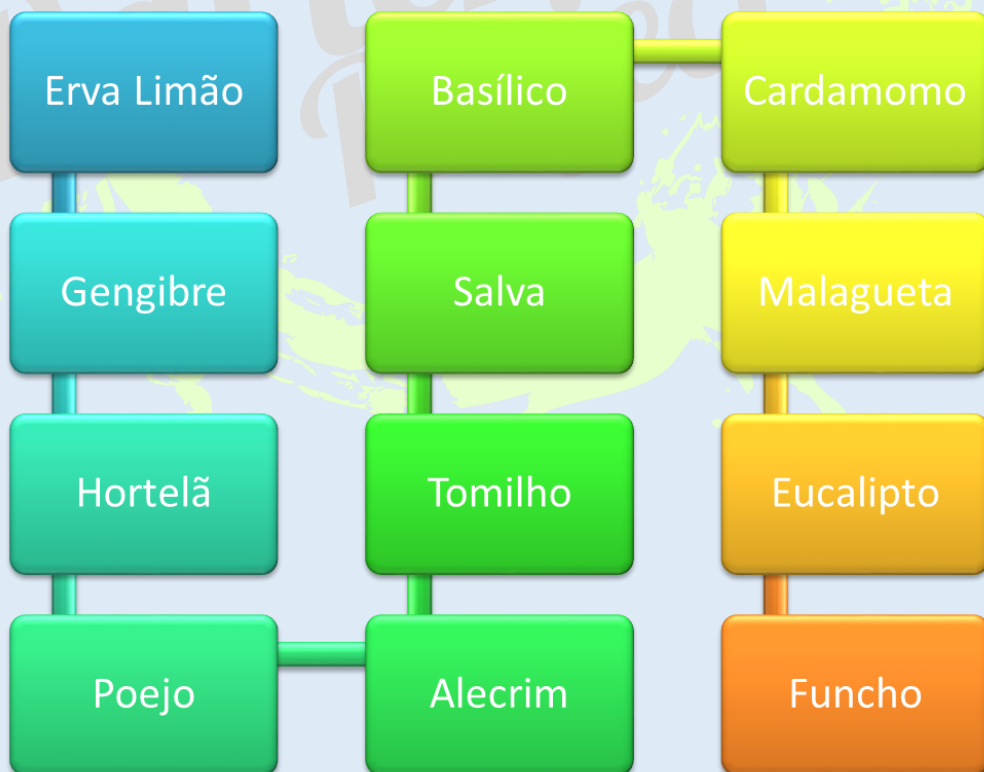 Erva Limão
Gengibre
Hortelã
Poejo
Alecrim
Tomilho
Salva
Basílico
Cardamomo
Malagueta
Eucalipto
Funcho